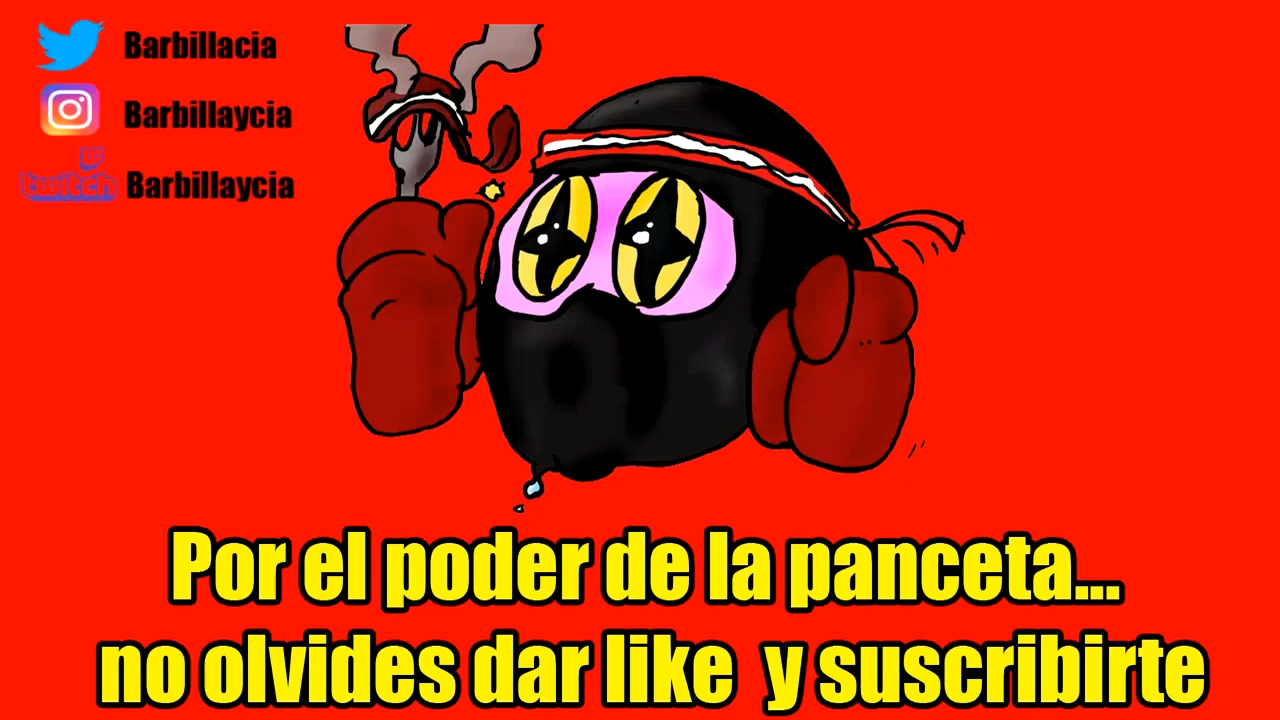 Barbillacia
Barbillaycia
twitch Barbillaycia
Por el poder de la panceta...
no olvides dar like y suscribirte